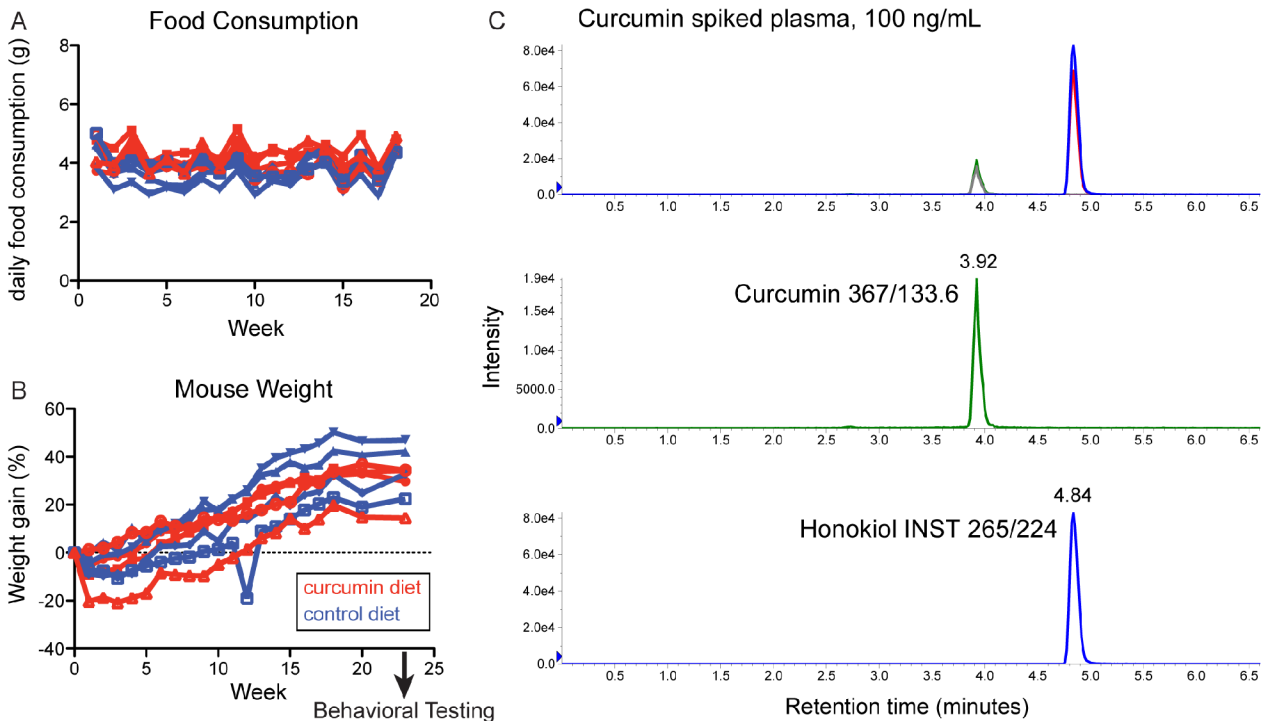 A
Food Consumption
daily food consumption (g)
8
6
4
2
0
0 5 10 15 20
Week
B
Mouse Weight
Weight gain (%)
60
40
20
0
-20
-40
curcumin diet
control diet
0 5 10 15 20 25
Week
Behavioral Testing
C
Curcumin spiked plasma, 100 ng/mL
8.0e4
6.0e4
4.0e4
2.0e4
0.0
0.5 1.0 1.5 2.0 2.5 3.0 3.5 4.0 4.5 5.0 5.5 6.0 6.5
Intensity
3.92
1.9e4
Curcumin 367/133.6
1.5e4
1.0e4
5000.0
0.0
0.5 1.0 1.5 2.0 2.5 3.0 3.5 4.0 4.5 5.0 5.5 6.0 6.5
4.84
8.0e4
Honokiol INST 265/224
6.0e4
4.0e4
2.0e4
0.0
0.5 1.0 1.5 2.0 2.5 3.0 3.5 4.0 4.5 5.0 5.5 6.0 6.5
Retention time (minutes)